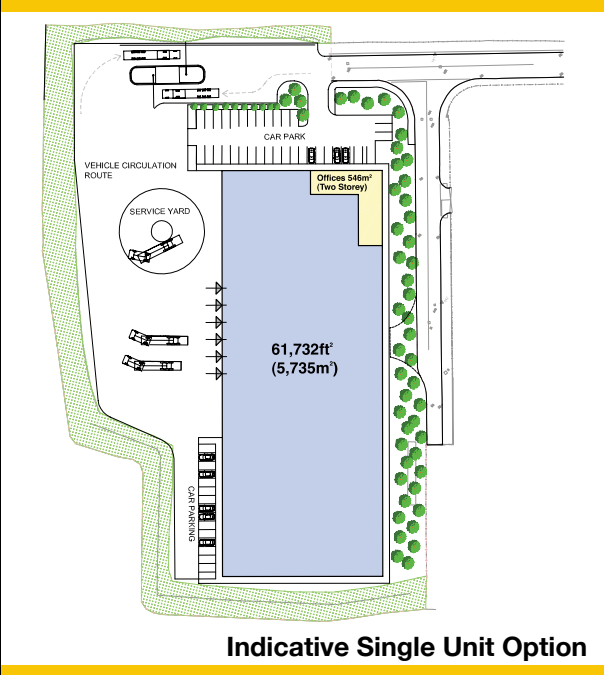 CAR PARK
VEHICLE CIRCULATION
ROUTE
Offices 546m²
(Two Storey)
SERVICE YARD
61,732ft²
(5,735m²)
CAR PARKING
Indicative Single Unit Option